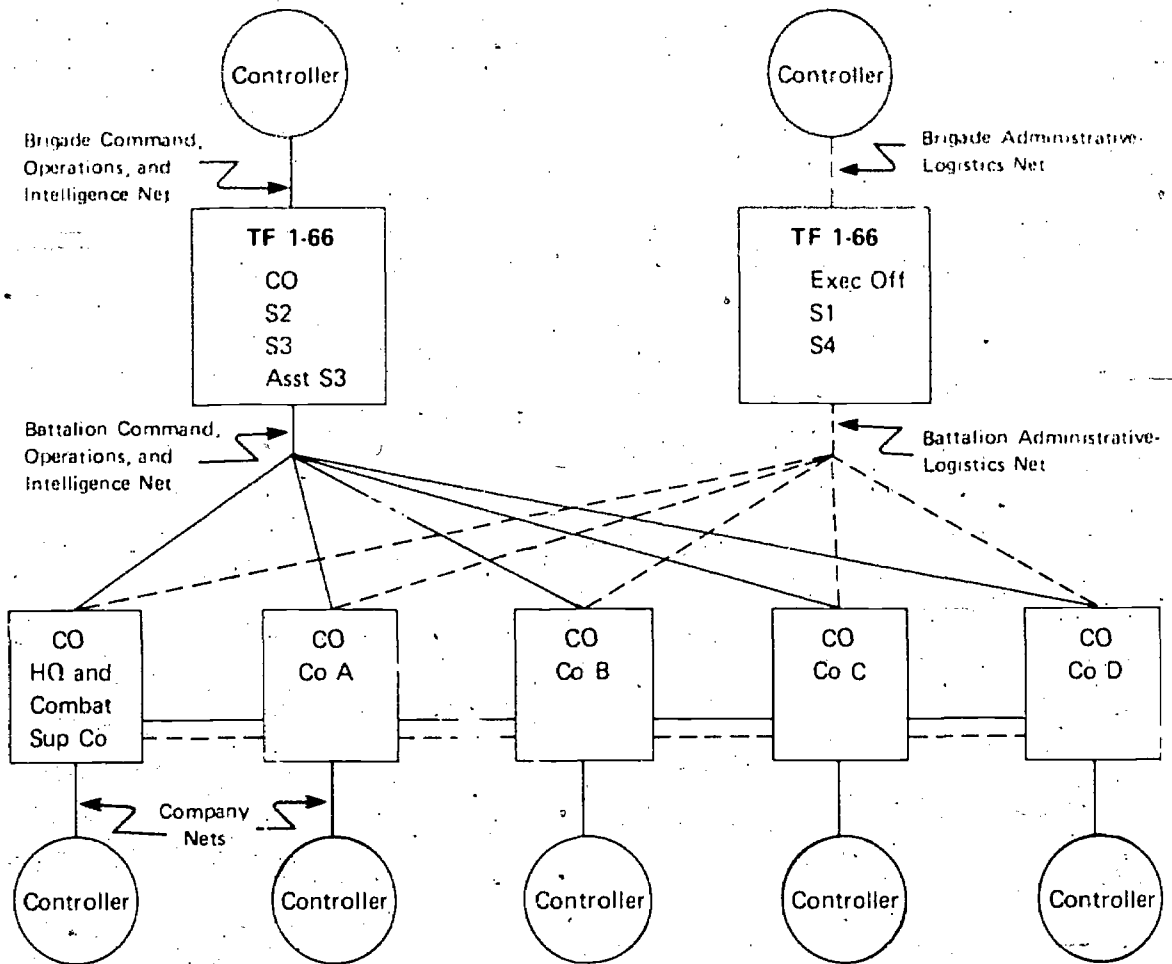 Controller
Controller
Brigade Command,
Operations, and
Intelligence Net
Brigade Administrative-
Logistics Net
TF 1-66
CO
S2
S3
Asst S3
TF 1-66
Exec Off
S1
S4
Battalion Command,
Operations, and
Intelligence Net
Battalion Administrative-
Logistics Net
CO
HQ and
Combat
Sup Co
CO
Co A
CO
Co B
CO
Co C
CO
Co D
Company
Nets
Controller
Controller
Controller
Controller
Controller